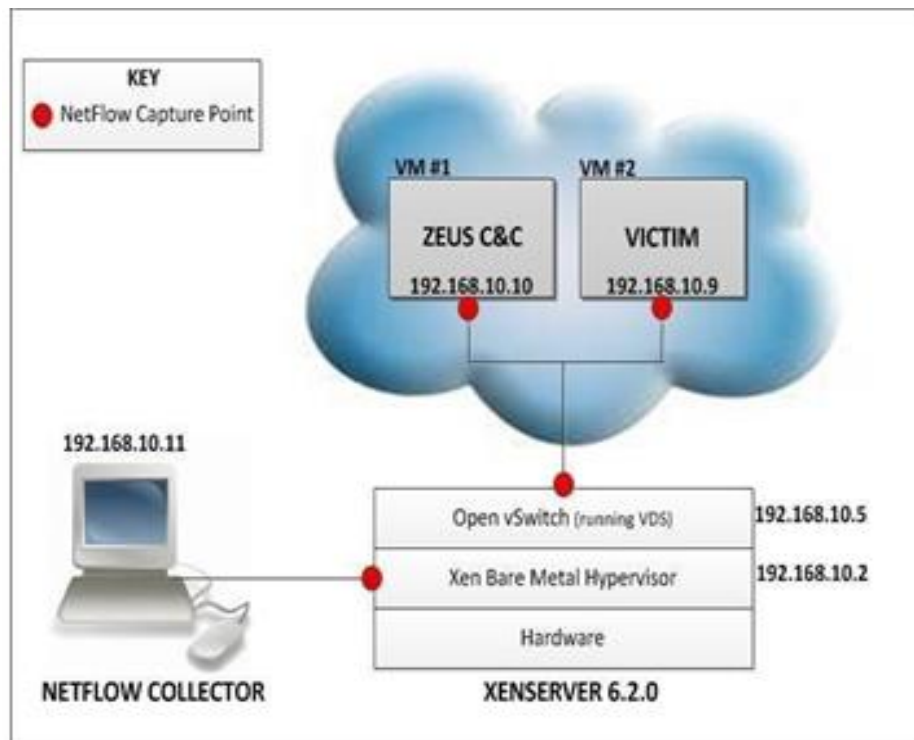 KEY
NetFlow Capture Point
VM #1
VM #2
ZEUS C&C
VICTIM
192.168.10.10
192.168.10.9
192.168.10.11
Open vSwitch (running VDS)
192.168.10.5
Xen Bare Metal Hypervisor
192.168.10.2
Hardware
NETFLOW COLLECTOR
XENSERVER 6.2.0